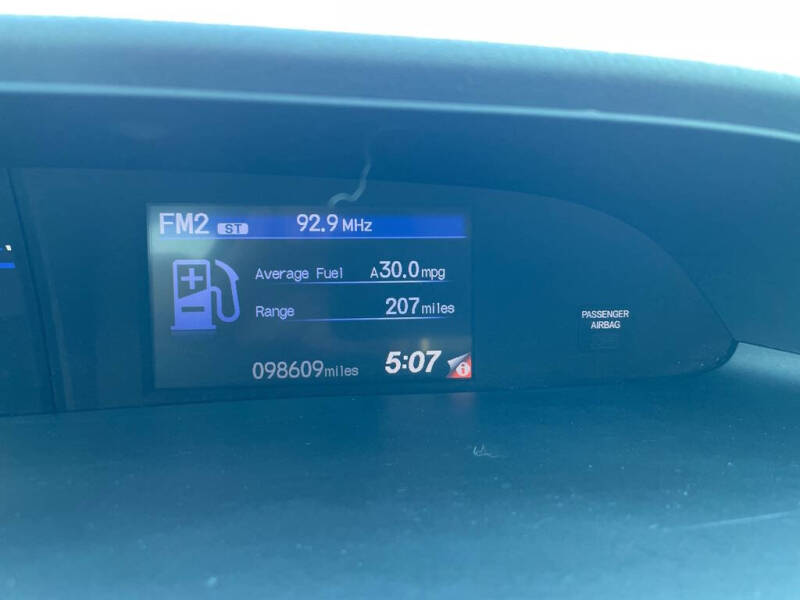 FM2 ST 92.9 MHz
Average Fuel A30.0mpg
Range 207miles
098609miles 5:07 i
PASSENGER
AIRBAG